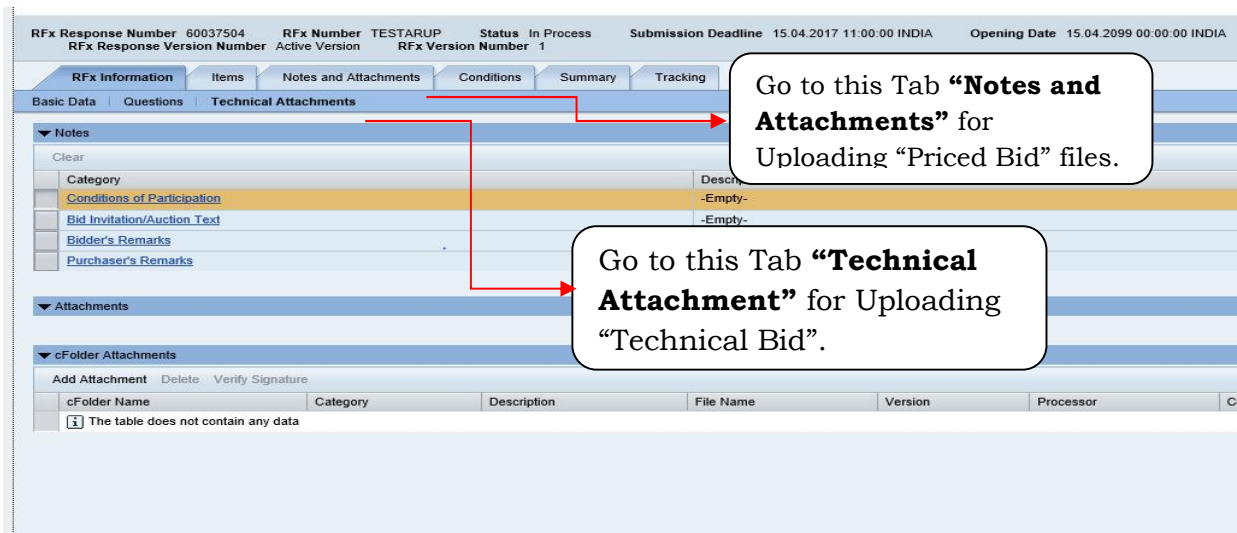 RFx Response Number 60037504 RFx Number TESTARUP Status In Process Submission Deadline 15.04.2017 11:00:00 INDIA Opening Date 15.04.2099 00:00:00 INDIA
RFx Response Version Number Active Version RFx Version Number 1
RFx Information Items Notes and Attachments Conditions Summary Tracking
Basic Data Questions Technical Attachments
Go to this Tab “Notes and
Attachments” for
Uploading “Priced Bid” files.
Notes
Clear
Category
Conditions of Participation -Empty-
Bid Invitation/Auction Text -Empty-
Bidder's Remarks
Purchaser's Remarks
Go to this Tab “Technical
Attachment” for Uploading
“Technical Bid”.
Attachments
cFolder Attachments
Add Attachment Delete Verify Signature
cFolder Name Category Description File Name Version Processor
The table does not contain any data